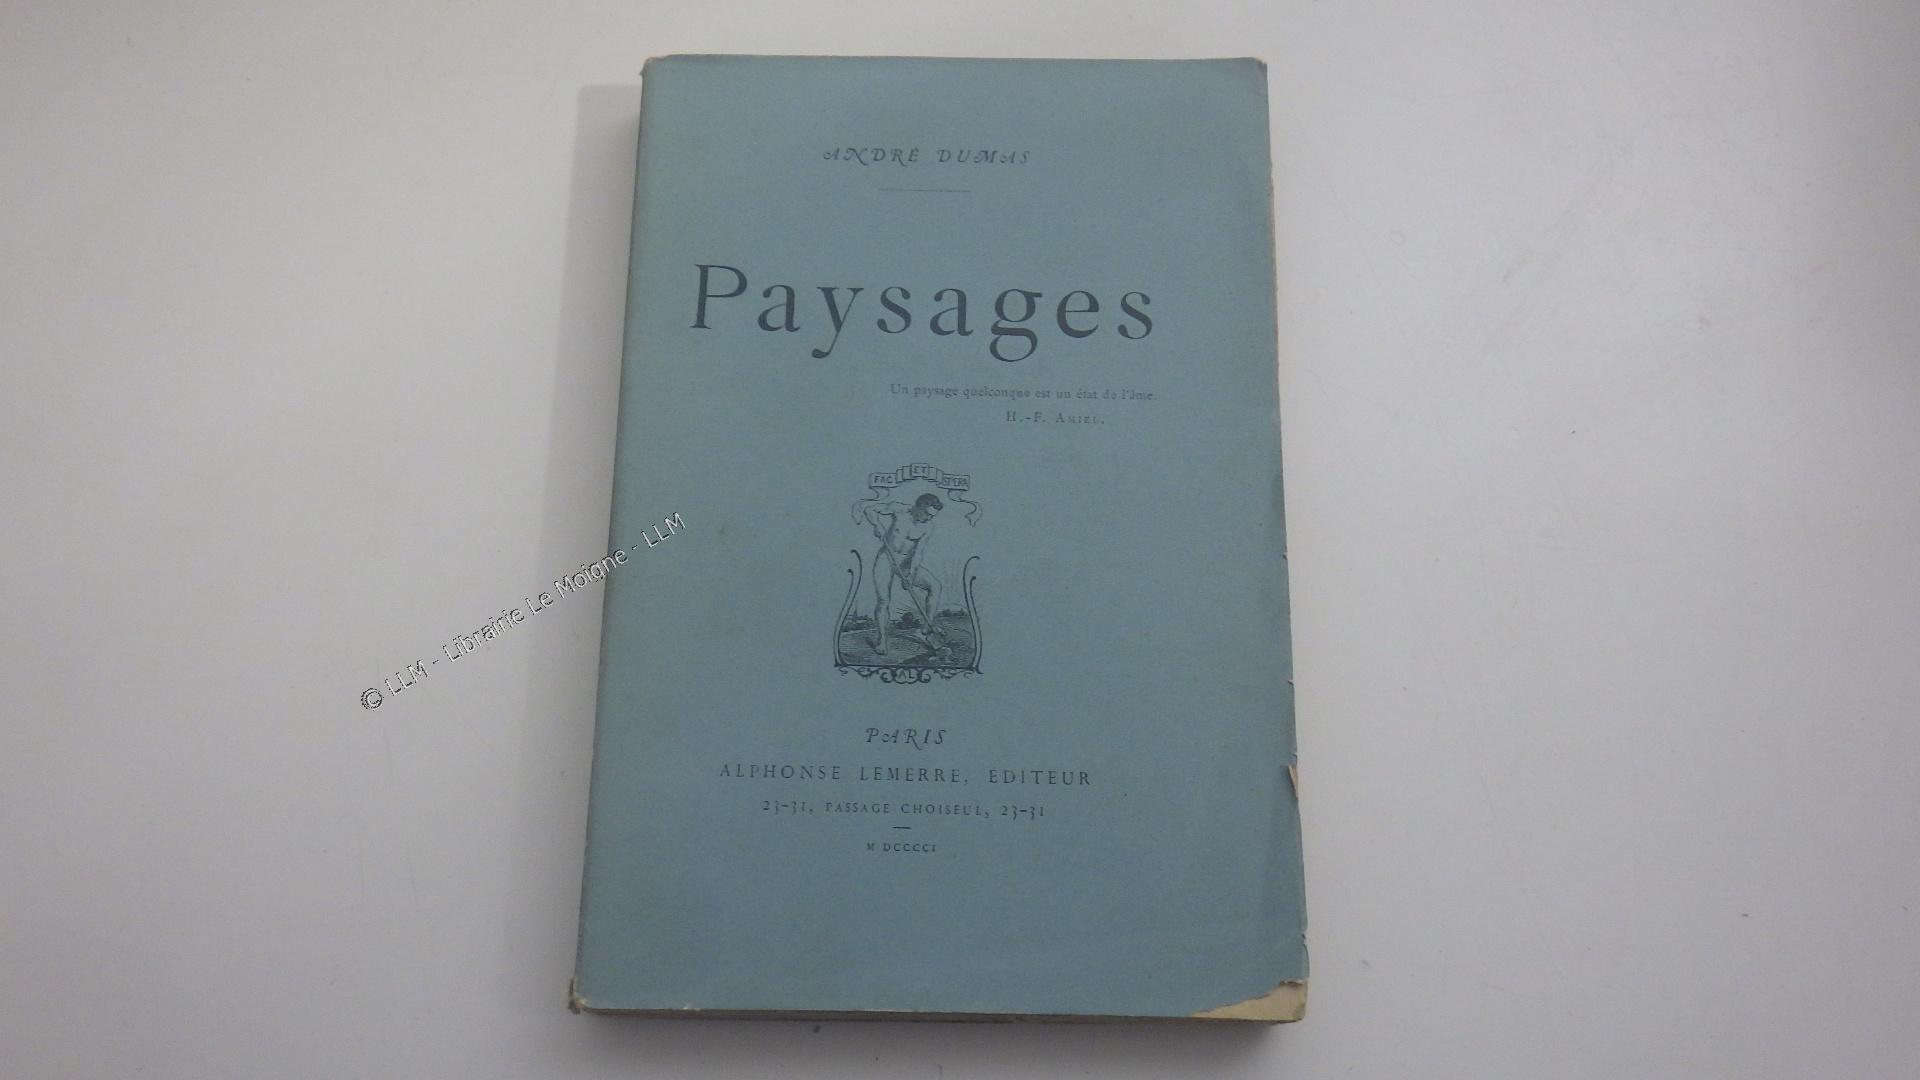 ANDRÉ DUMAS
Paysages
Un paysage quelconque est un état de l'âme.
H.-F. AMIEL.
FAC ET SPERA
AL
PARIS
ALPHONSE LEMERRE, ÉDITEUR
23-31, PASSAGE CHOISEUL, 23-31
M DCCCCI
© LLM - Librairie Le Moigne - LLM